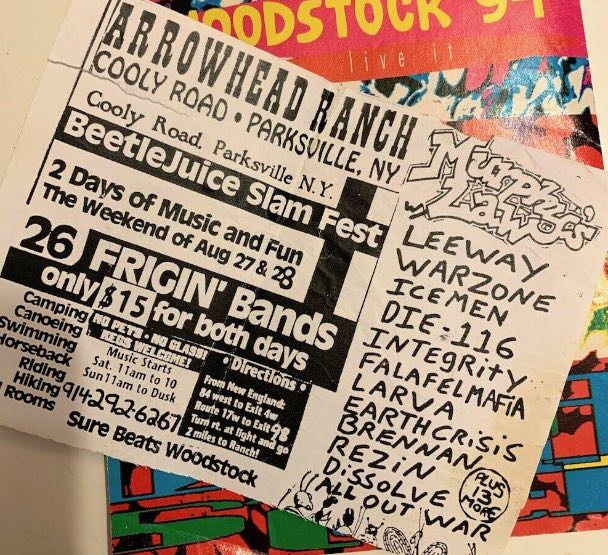 WOODSTOCK '94
live it
ARROWHEAD RANCH
COOLY ROAD • PARKSVILLE, NY
Cooly Road, Parksville N.Y.
BeetleJuice Slam Fest
2 Days of Music and Fun
The Weekend of Aug 27 & 28
26 FRIGIN' Bands
only $15 for both days
Camping
Canoeing
Swimming
Horseback
Riding
Hiking
Rooms
NO PETS • NO GLASS!
KEGS WELCOME!
Music Starts
Sat. 11am to 10
Sun 11am to Dusk
914-292-6267
Sure Beats Woodstock
• Directions •
From New England:
84 west to Exit 4w
Route 17w to Exit 98
Turn rt. at light and go
2 miles to Ranch!
Murphy's
Law
LEEWAY
WARZONE
ICEMEN
DIE-116
INTEGRITY
FALAFELMAFIA
LARVA
EARTHCRISIS
BRENNAN
REZIN
DISSOLVE
ALL OUT WAR
PLUS
13
MORE